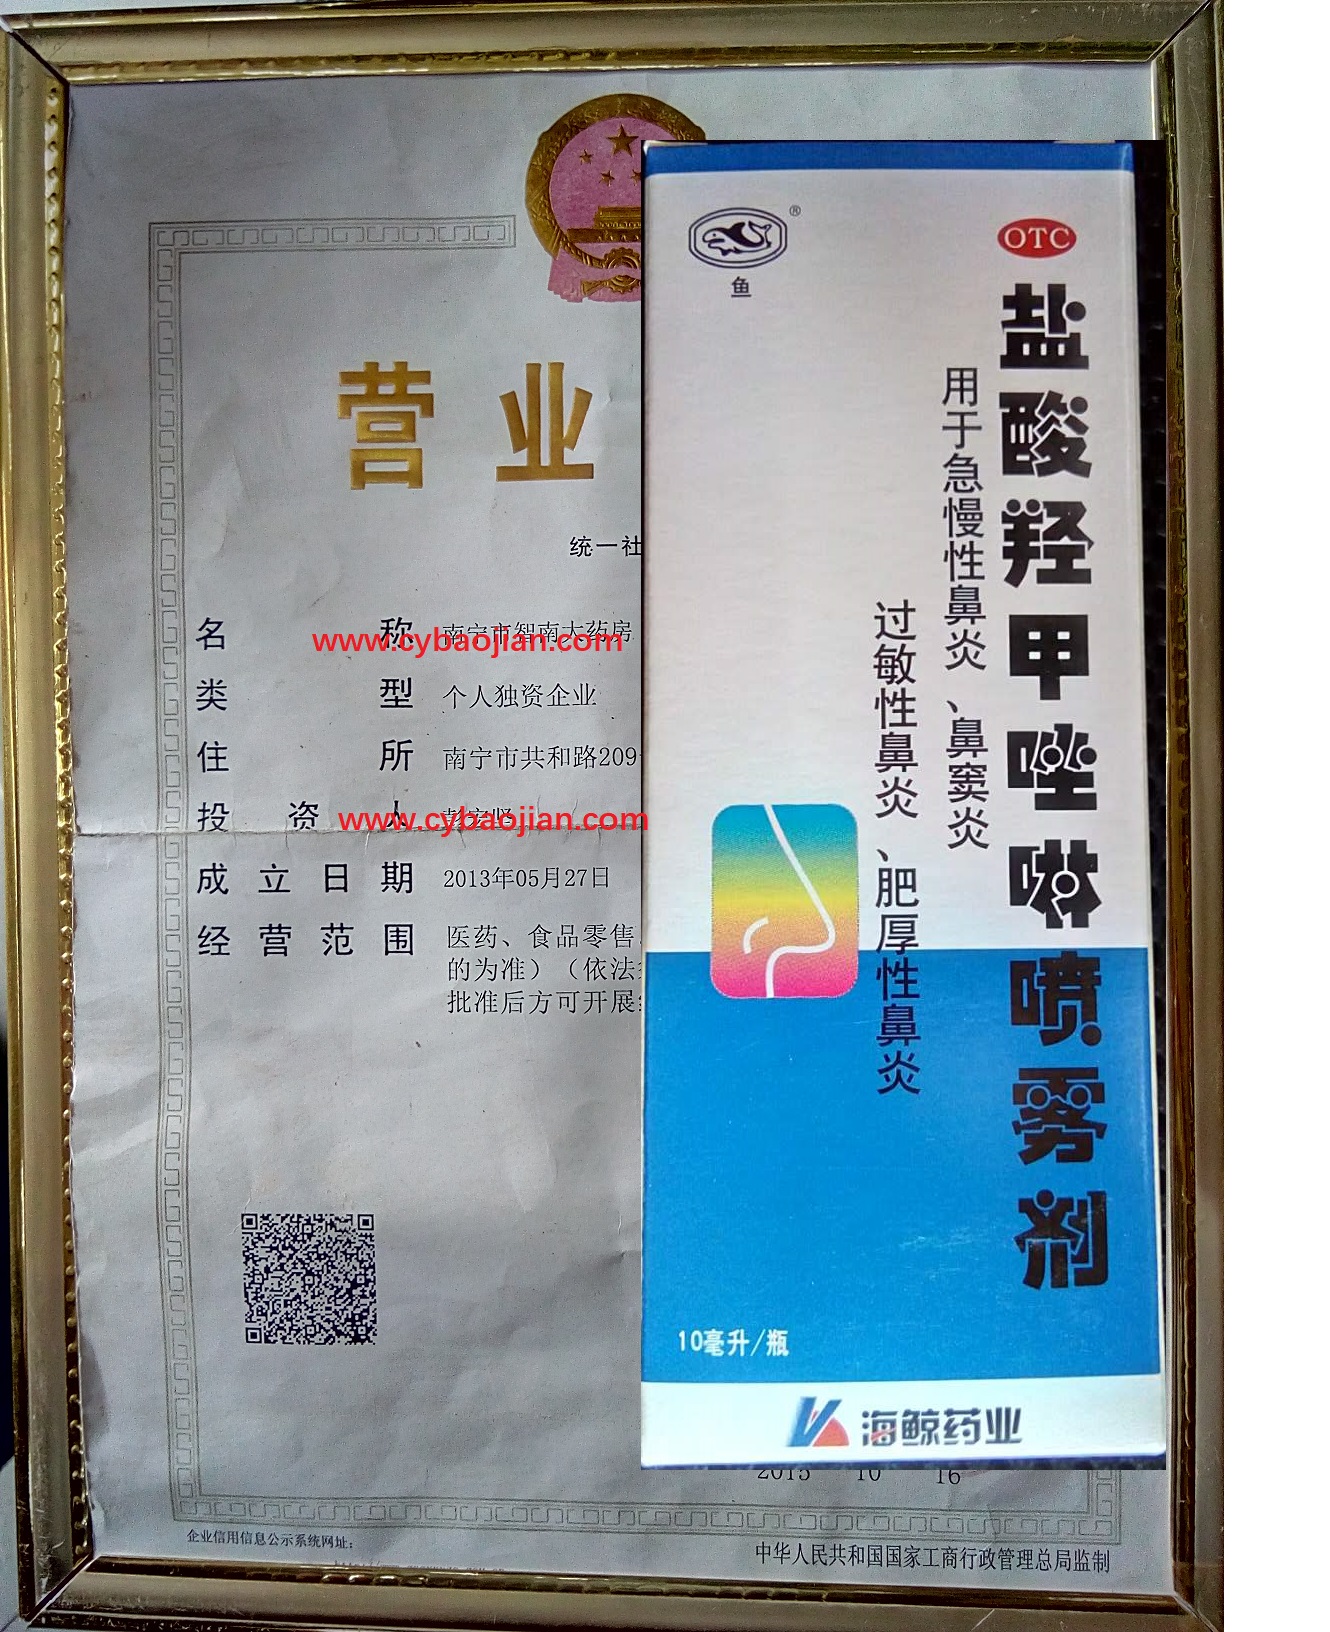 营 业
统一社
名 称 南宁市智南大药房
www.cybaojian.com
类 型 个人独资企业
住 所 南宁市共和路209
投 资 人
www.cybaojian.com
成 立 日 期 2013年05月27日
经 营 范 围 医药、食品零售
的为准）（依法
批准后方可开展
2015 10 16
企业信用信息公示系统网址：
中华人民共和国国家工商行政管理总局监制
®
鱼
OTC
盐酸羟甲唑啉喷雾剂
用于急慢性鼻炎、鼻窦炎
过敏性鼻炎、肥厚性鼻炎
10毫升/瓶
海鲸药业